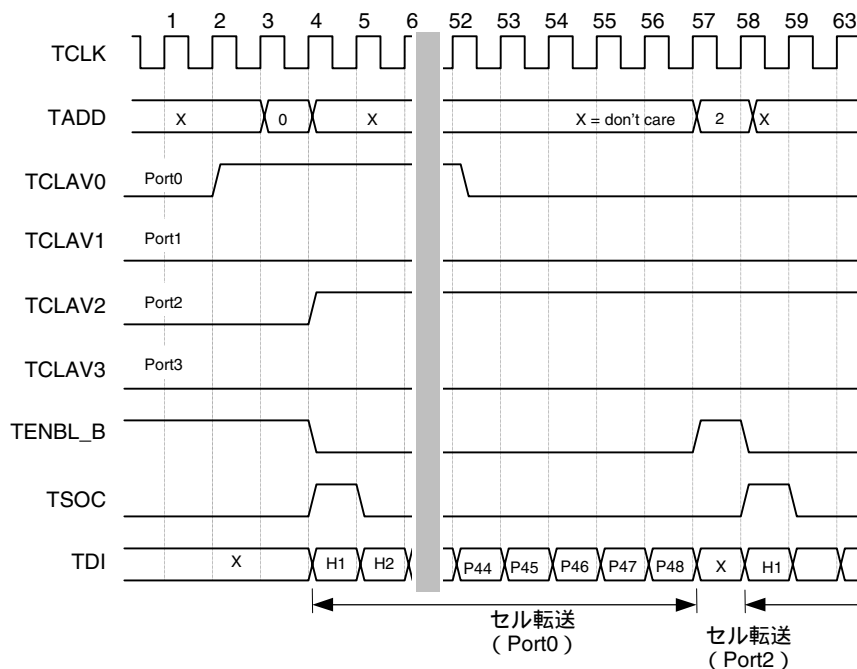 1 2 3 4 5 6 52 53 54 55 56 57 58 59 63
TCLK
TADD X 0 X X = don't care 2 X
TCLAV0 Port0
TCLAV1 Port1
TCLAV2 Port2
TCLAV3 Port3
TENBL_B
TSOC
TDI X H1 H2 P44 P45 P46 P47 P48 X H1
セル転送
（Port0）
セル転送
（Port2）